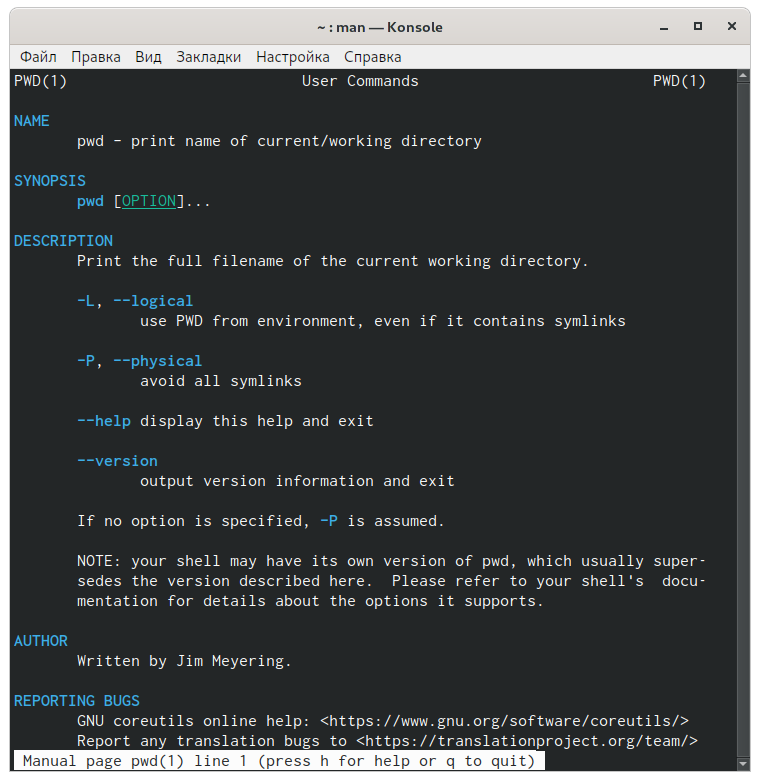 ~ : man — Konsole
Файл Правка Вид Закладки Настройка Справка
PWD(1) User Commands PWD(1)
NAME
pwd - print name of current/working directory
SYNOPSIS
pwd [OPTION]...
DESCRIPTION
Print the full filename of the current working directory.
-L, --logical
use PWD from environment, even if it contains symlinks
-P, --physical
avoid all symlinks
--help display this help and exit
--version
output version information and exit
If no option is specified, -P is assumed.
NOTE: your shell may have its own version of pwd, which usually super-
sedes the version described here.  Please refer to your shell's  docu-
mentation for details about the options it supports.
AUTHOR
Written by Jim Meyering.
REPORTING BUGS
GNU coreutils online help: <https://www.gnu.org/software/coreutils/>
Report any translation bugs to <https://translationproject.org/team/>
Manual page pwd(1) line 1 (press h for help or q to quit)